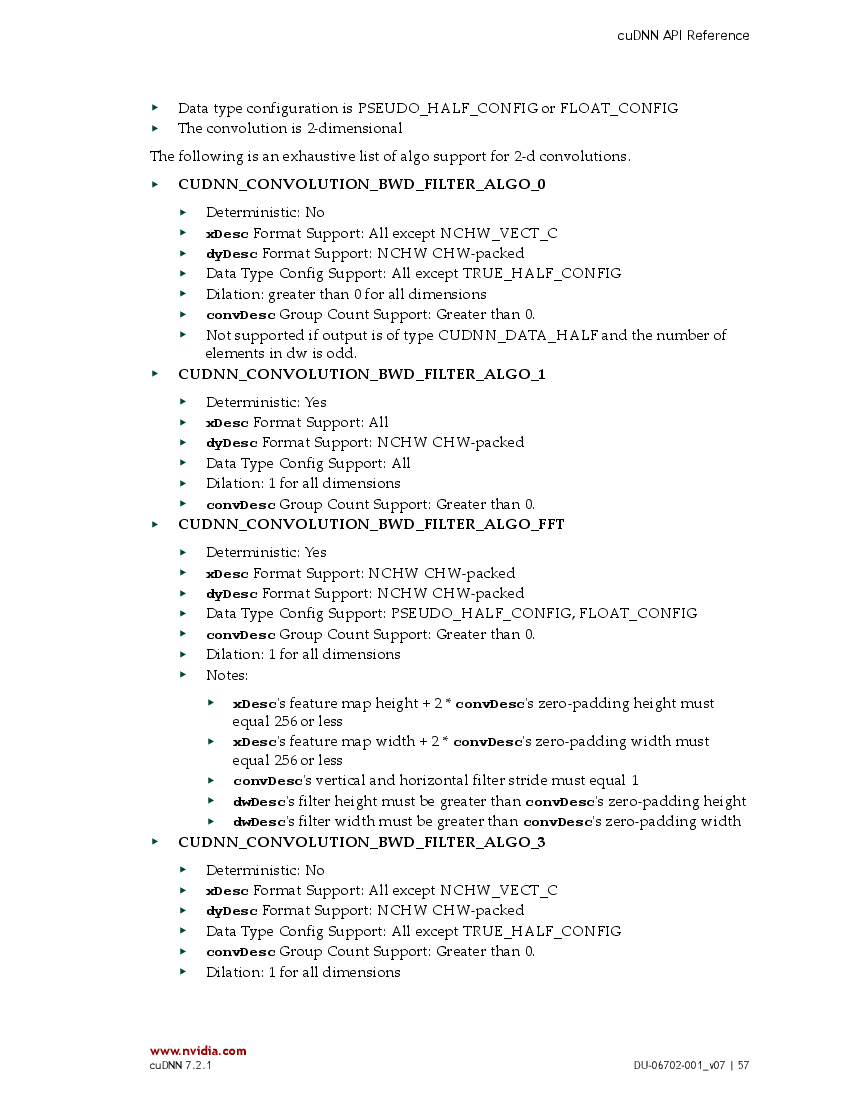 cuDNN API Reference
‣ Data type configuration is PSEUDO_HALF_CONFIG or FLOAT_CONFIG
‣ The convolution is 2-dimensional
The following is an exhaustive list of algo support for 2-d convolutions.
‣ CUDNN_CONVOLUTION_BWD_FILTER_ALGO_0
‣ Deterministic: No
‣ xDesc Format Support: All except NCHW_VECT_C
‣ dyDesc Format Support: NCHW CHW-packed
‣ Data Type Config Support: All except TRUE_HALF_CONFIG
‣ Dilation: greater than 0 for all dimensions
‣ convDesc Group Count Support: Greater than 0.
‣ Not supported if output is of type CUDNN_DATA_HALF and the number of
elements in dw is odd.
‣ CUDNN_CONVOLUTION_BWD_FILTER_ALGO_1
‣ Deterministic: Yes
‣ xDesc Format Support: All
‣ dyDesc Format Support: NCHW CHW-packed
‣ Data Type Config Support: All
‣ Dilation: 1 for all dimensions
‣ convDesc Group Count Support: Greater than 0.
‣ CUDNN_CONVOLUTION_BWD_FILTER_ALGO_FFT
‣ Deterministic: Yes
‣ xDesc Format Support: NCHW CHW-packed
‣ dyDesc Format Support: NCHW CHW-packed
‣ Data Type Config Support: PSEUDO_HALF_CONFIG, FLOAT_CONFIG
‣ convDesc Group Count Support: Greater than 0.
‣ Dilation: 1 for all dimensions
‣ Notes:
‣ xDesc's feature map height + 2 * convDesc's zero-padding height must
equal 256 or less
‣ xDesc's feature map width + 2 * convDesc's zero-padding width must
equal 256 or less
‣ convDesc's vertical and horizontal filter stride must equal 1
‣ dwDesc's filter height must be greater than convDesc's zero-padding height
‣ dwDesc's filter width must be greater than convDesc's zero-padding width
‣ CUDNN_CONVOLUTION_BWD_FILTER_ALGO_3
‣ Deterministic: No
‣ xDesc Format Support: All except NCHW_VECT_C
‣ dyDesc Format Support: NCHW CHW-packed
‣ Data Type Config Support: All except TRUE_HALF_CONFIG
‣ convDesc Group Count Support: Greater than 0.
‣ Dilation: 1 for all dimensions
www.nvidia.com
cuDNN 7.2.1
DU-06702-001_v07 | 57